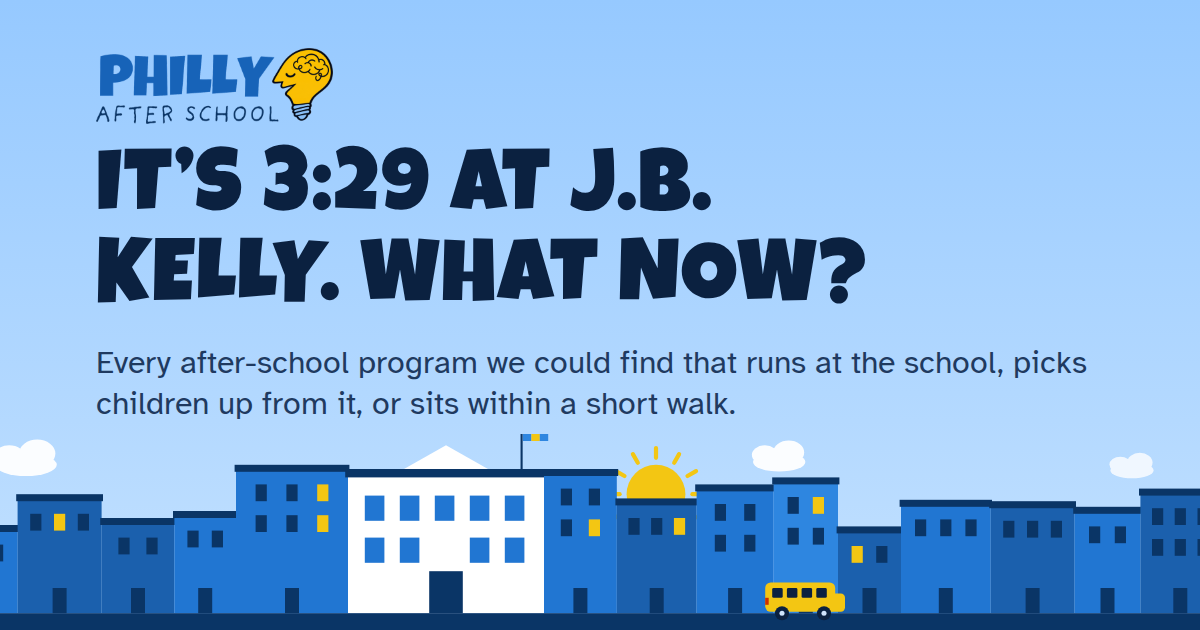 PHILLY
AFTER SCHOOL
IT’S 3:29 AT J.B.
KELLY. WHAT NOW?
Every after-school program we could find that runs at the school, picks
children up from it, or sits within a short walk.